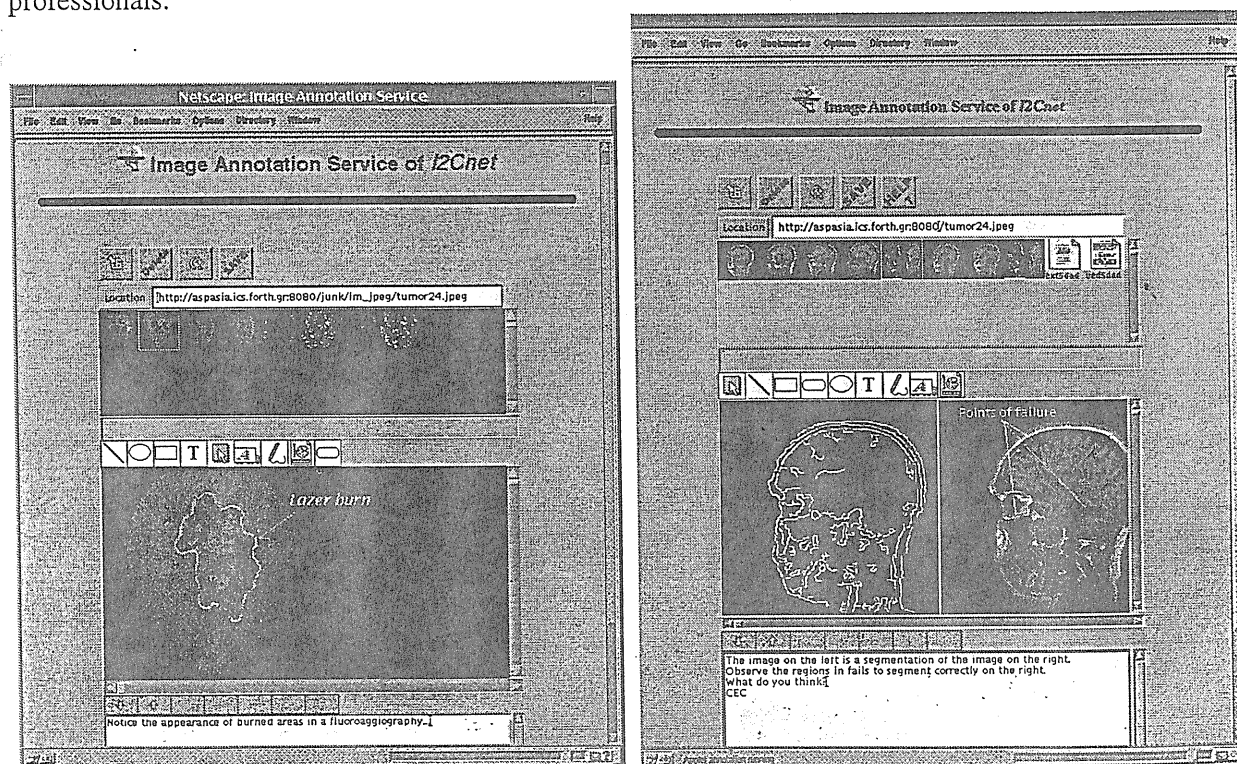 professionals.
Netscape: Image Annotation Service
File Edit View Go Bookmarks Options Directory Window Help
Image Annotation Service of I2Cnet
Location http://aspasia.ics.forth.gr:8080/junk/im_jpeg/tumor24.jpeg
T
A
Lazer burn
Notice the appearance of burned areas in a fluoroaggiography..
File Edit View Go Bookmarks Options Directory Window Help
Image Annotation Service of I2Cnet
SAVE HELP
Location http://aspasia.ics.forth.gr:8080/tumor24.jpeg
N T A
Points of failure
The image on the left is a segmentation of the image on the right.
Observe the regions in fails to segment correctly on the right.
What do you think?
CEC